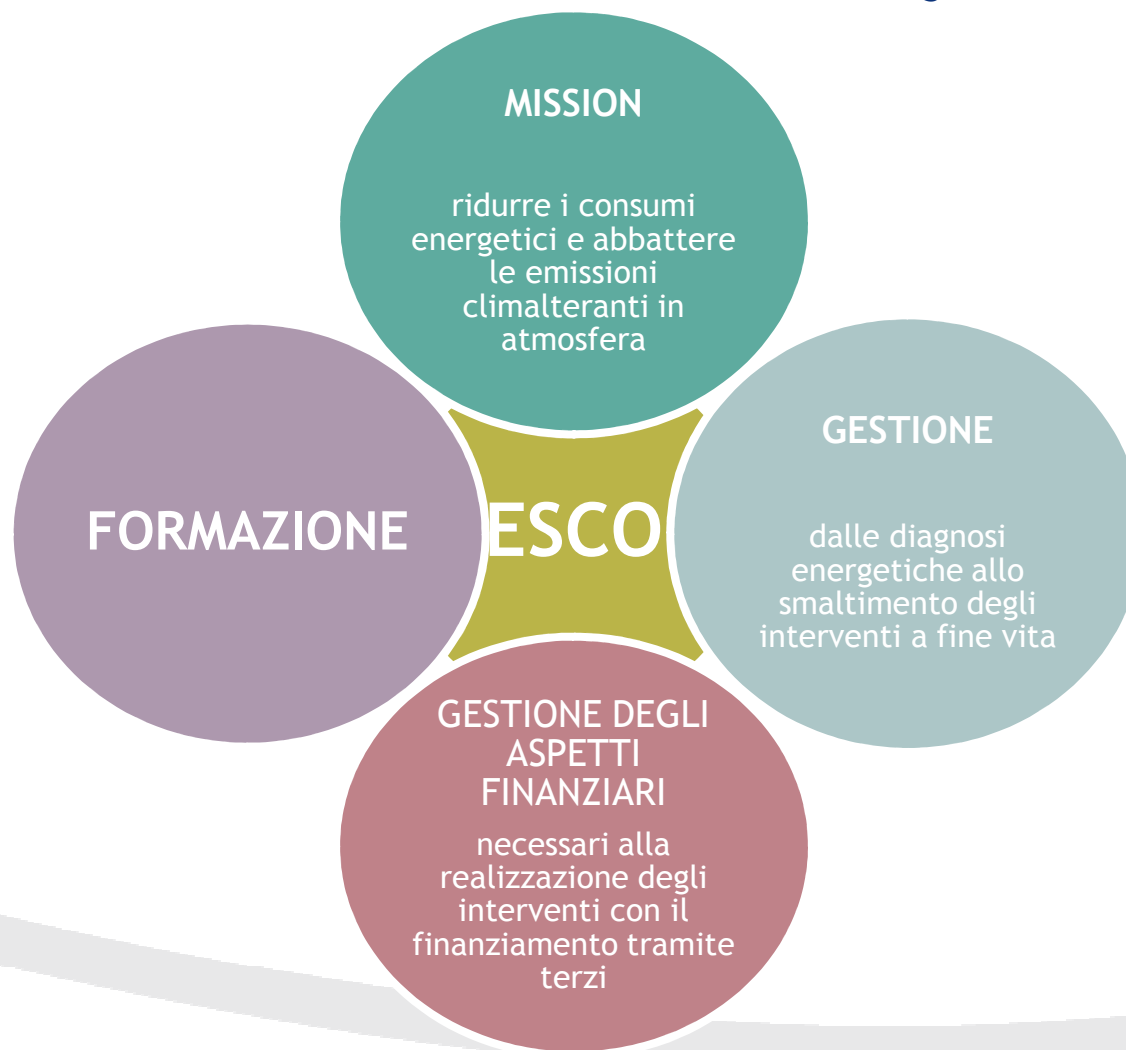 MISSION
ridurre i consumi
energetici e abbattere
le emissioni
climalteranti in
atmosfera
FORMAZIONE
ESCO
GESTIONE
dalle diagnosi
energetiche allo
smaltimento degli
interventi a fine vita
GESTIONE DEGLI
ASPETTI
FINANZIARI
necessari alla
realizzazione degli
interventi con il
finanziamento tramite
terzi